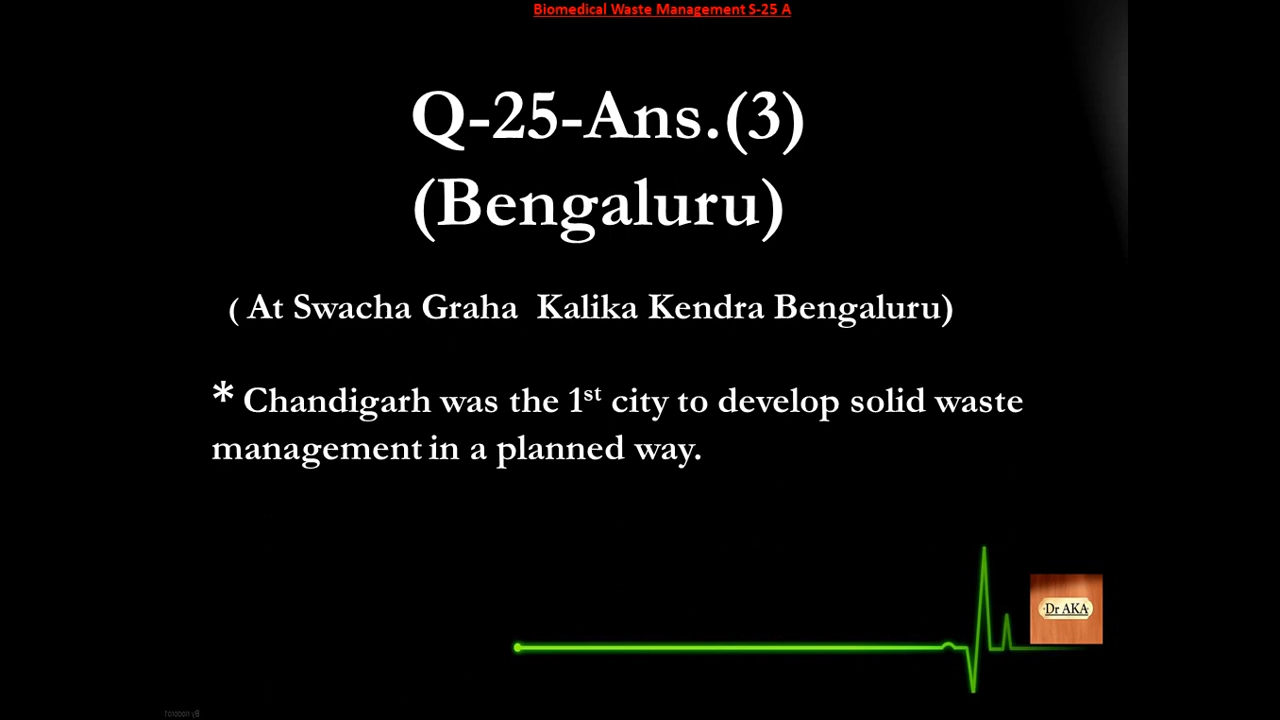 Biomedical Waste Management S-25 A
Q-25-Ans.(3)
(Bengaluru)
( At Swacha Graha Kalika Kendra Bengaluru)
* Chandigarh was the 1st city to develop solid waste
management in a planned way.
Dr AKA